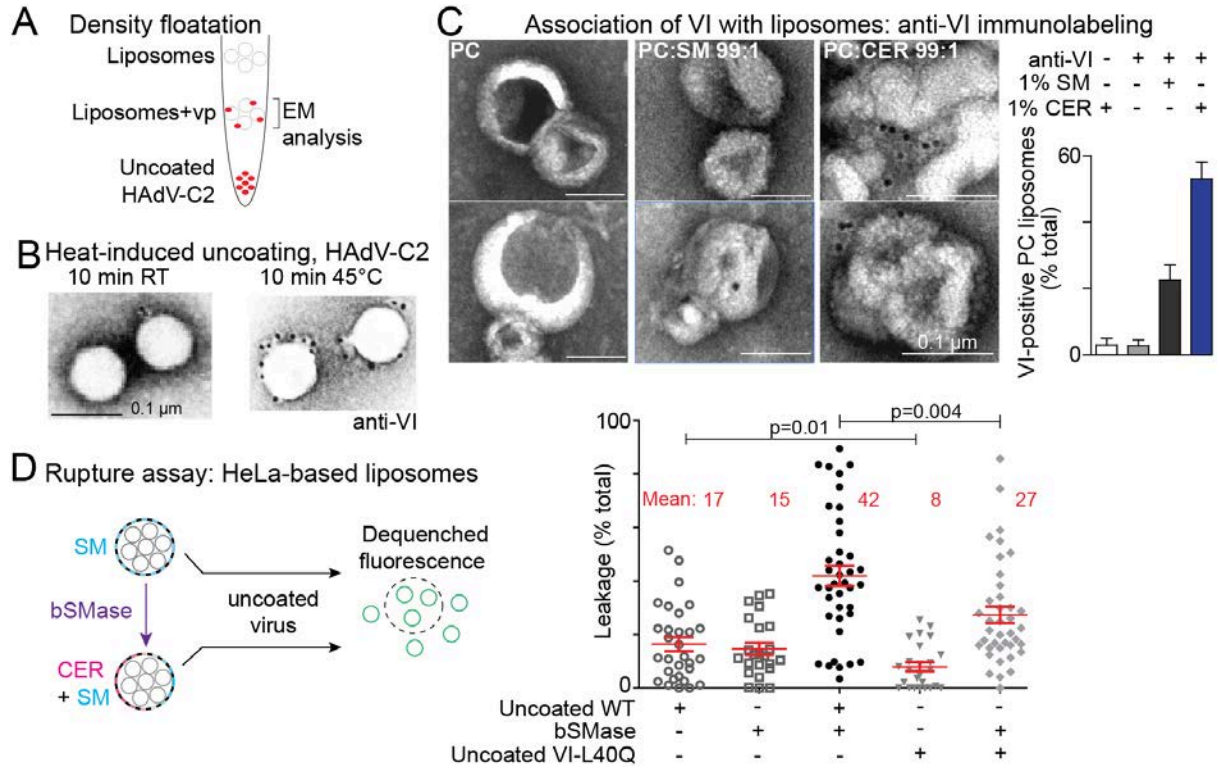 A
Density floatation
Liposomes
Liposomes+vp
EM
analysis
Uncoated
HAdV-C2
B
Heat-induced uncoating, HAdV-C2
10 min RT
10 min 45°C
0.1 µm
anti-VI
C
Association of VI with liposomes: anti-VI immunolabeling
PC
PC:SM 99:1
PC:CER 99:1
0.1 µm
anti-VI - + + +
1% SM - - + -
1% CER + - - +
60
0
VI-positive PC liposomes
(% total)
D
Rupture assay: HeLa-based liposomes
SM
bSMase
CER
+ SM
uncoated
virus
Dequenched
fluorescence
100
0
Leakage (% total)
p=0.01
p=0.004
Mean: 17 15 42 8 27
Uncoated WT + - + - -
bSMase - + + - +
Uncoated VI-L40Q - - - + +